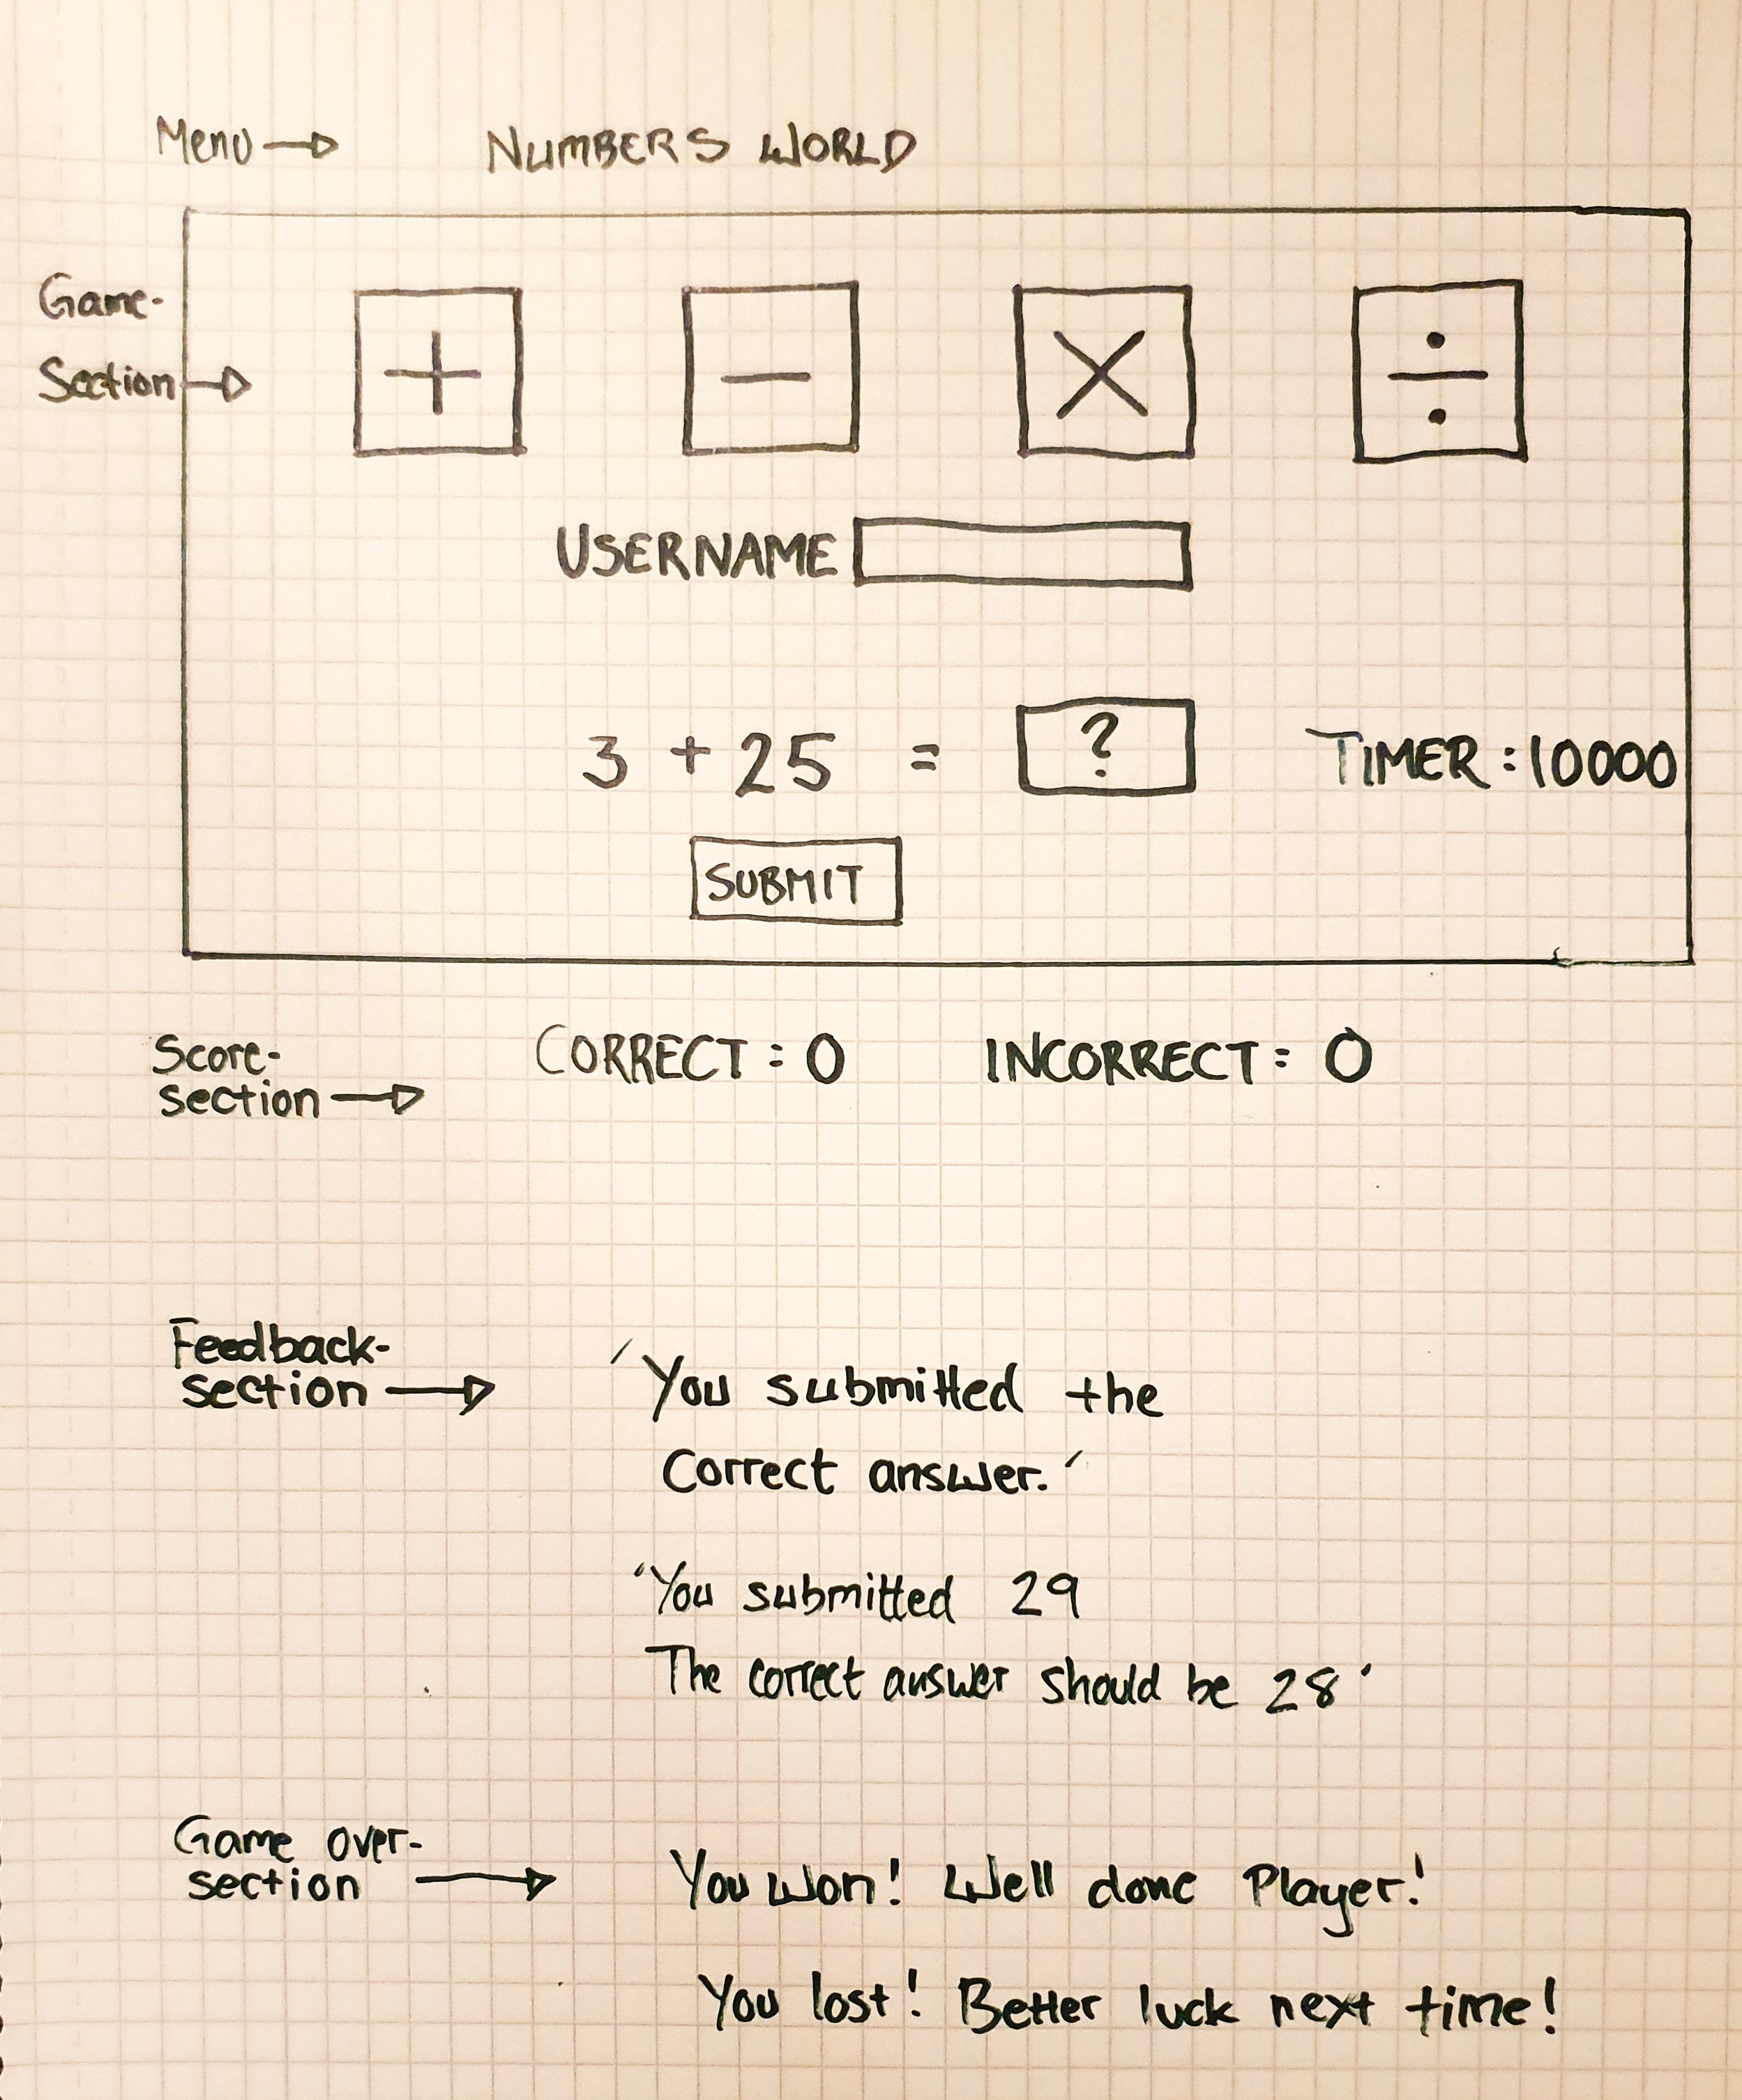 Menu → NUMBERS WORLD
Game-
Section →
+ − × ÷
USERNAME
3 + 25 = ? TIMER : 10000
SUBMIT
Score-
section →
CORRECT : 0 INCORRECT : 0
Feedback-
section →
'You submitted the
Correct answer.'
'You submitted 29
The correct answer should be 28'
Game over-
section →
You won! Well done Player!
You lost! Better luck next time!